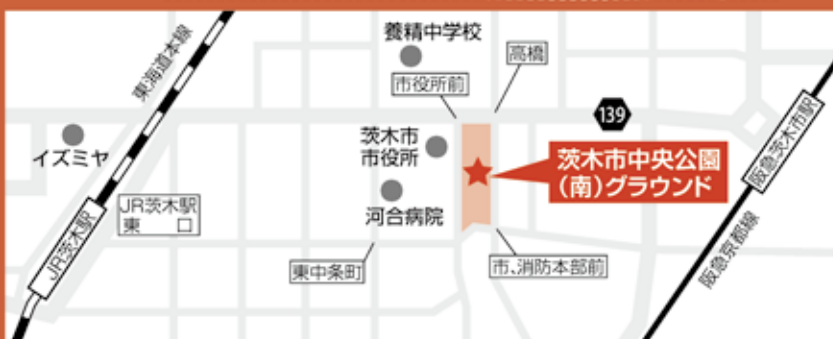 養精中学校
高橋
市役所前
東海道本線
139
イズミヤ
茨木市
市役所
茨木市中央公園
(南)グラウンド
阪急茨木市駅
JR茨木駅
東 口
河合病院
JR茨木駅
東中条町
市、消防本部前
阪急京都線